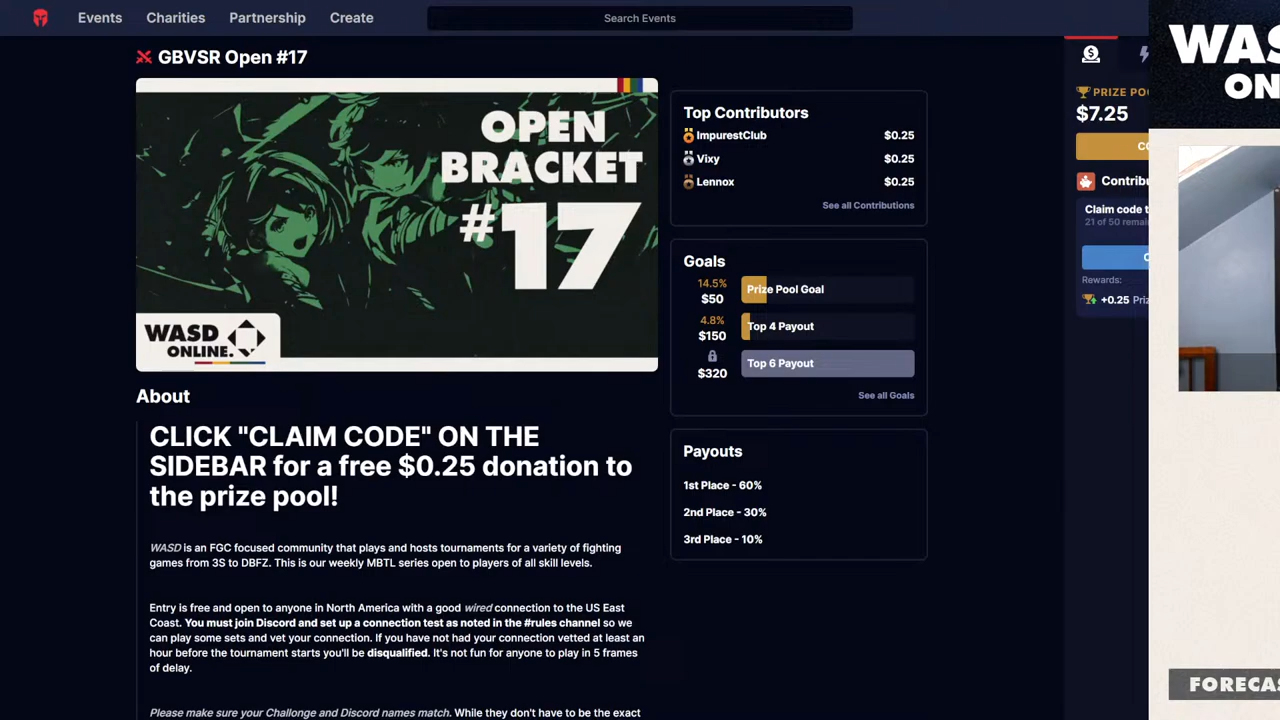 Events Charities Partnership Create
Search Events
GBVSR Open #17
OPEN
BRACKET
#17
WASD
ONLINE.
About
CLICK "CLAIM CODE" ON THE
SIDEBAR for a free $0.25 donation to
the prize pool!
WASD is an FGC focused community that plays and hosts tournaments for a variety of fighting
games from 3S to DBFZ. This is our weekly MBTL series open to players of all skill levels.
Entry is free and open to anyone in North America with a good wired connection to the US East
Coast. You must join Discord and set up a connection test as noted in the #rules channel so we
can play some sets and vet your connection. If you have not had your connection vetted at least an
hour before the tournament starts you'll be disqualified. It's not fun for anyone to play in 5 frames
of delay.
Please make sure your Challonge and Discord names match. While they don't have to be the exact
Top Contributors
ImpurestClub $0.25
Vixy $0.25
Lennox $0.25
See all Contributions
Goals
14.5%
$50
Prize Pool Goal
4.8%
$150
Top 4 Payout
$320
Top 6 Payout
See all Goals
Payouts
1st Place - 60%
2nd Place - 30%
3rd Place - 10%
PRIZE POO
$7.25
CO
Contribu
Claim code t
21 of 50 remai
C
Rewards:
+0.25 Priz
WAS
ON
FORECAS